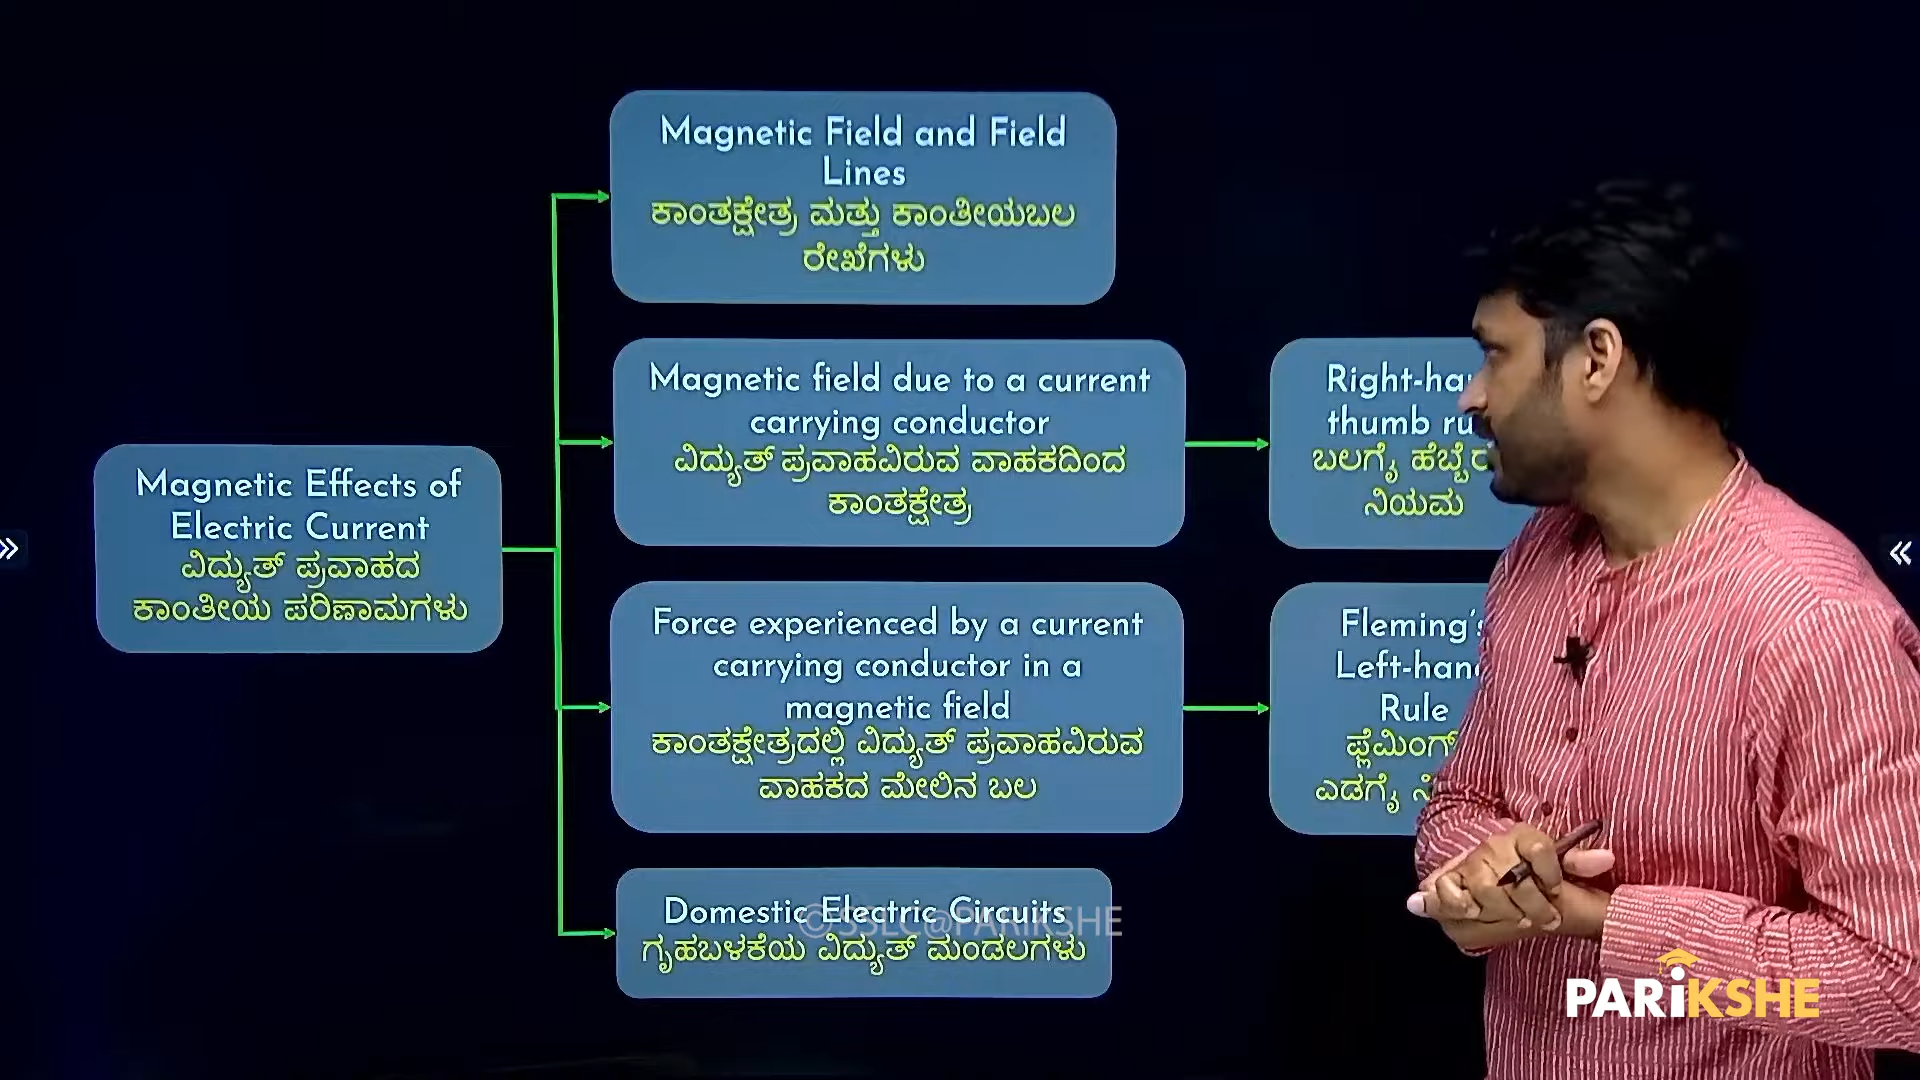 Magnetic Field and Field
Lines
ಕಾಂತಕ್ಷೇತ್ರ ಮತ್ತು ಕಾಂತೀಯಬಲ
ರೇಖೆಗಳು
Magnetic field due to a current
carrying conductor
ವಿದ್ಯುತ್ ಪ್ರವಾಹವಿರುವ ವಾಹಕದಿಂದ
ಕಾಂತಕ್ಷೇತ್ರ
Right-ha
thumb ru
ಬಲಗೈ
ನಿಯಮ
Magnetic Effects of
Electric Current
ವಿದ್ಯುತ್ ಪ್ರವಾಹದ
ಕಾಂತೀಯ ಪರಿಣಾಮಗಳು
Force experienced by a current
carrying conductor in a
magnetic field
ಕಾಂತಕ್ಷೇತ್ರದಲ್ಲಿ ವಿದ್ಯುತ್ ಪ್ರವಾಹವಿರುವ
ವಾಹಕದ ಮೇಲಿನ ಬಲ
Fleming's
Left-han
Rule
ಫ್ಲೆಮಿಂಗ್
ಎಡಗೈ
Domestic Electric Circuits
ಗೃಹಬಳಕೆಯ ವಿದ್ಯುತ್ ಮಂಡಲಗಳು
©SSLC@PARIKSHE
PARiKSHE